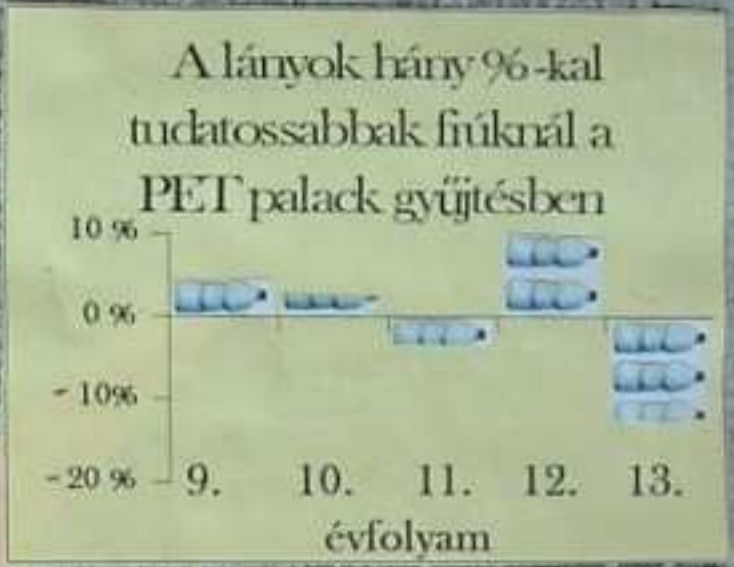 A lányok hány %-kal
tudatossabbak fiúknál a
PET palack gyűjtésben
10 %
0 %
- 10%
- 20 %
9. 10. 11. 12. 13.
évfolyam